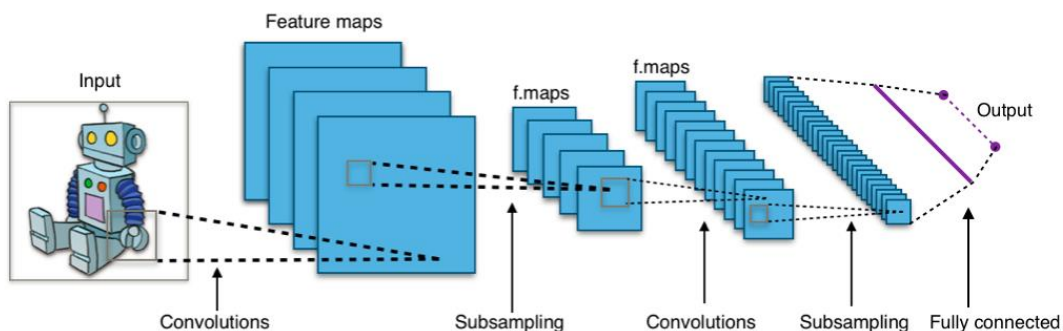 Feature maps
Input
f.maps
f.maps
Output
Convolutions
Subsampling
Convolutions
Subsampling
Fully connected